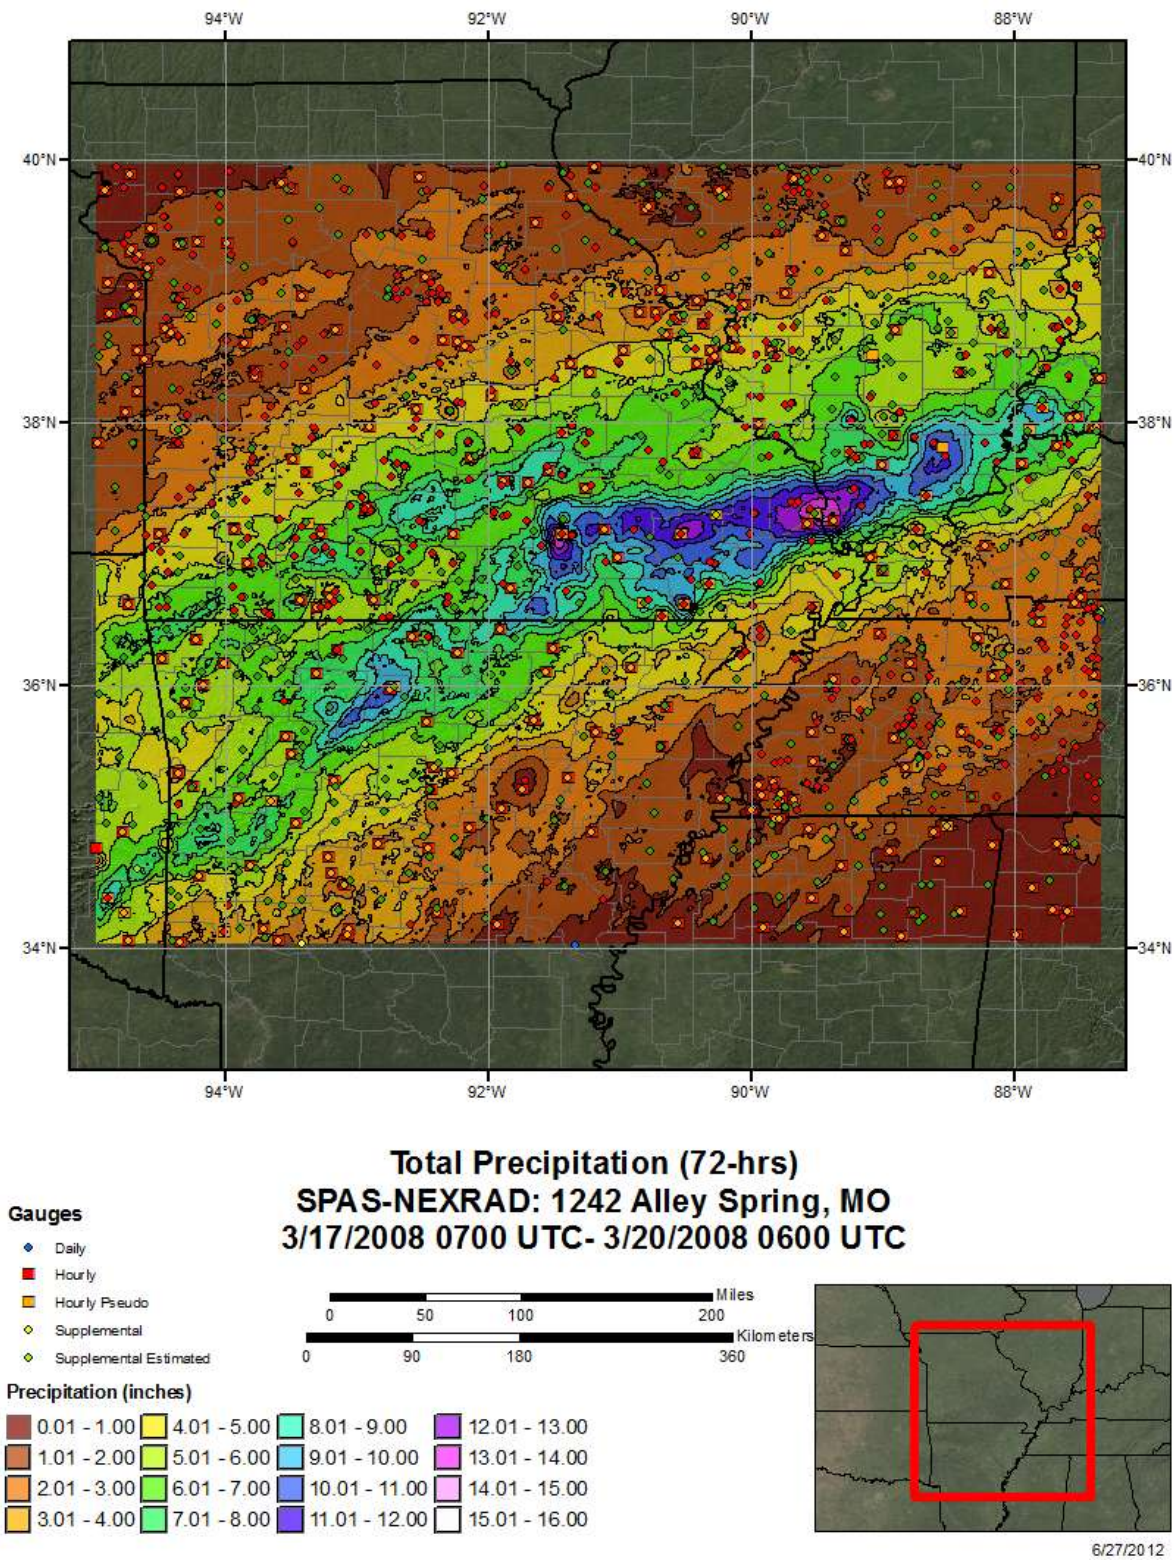 94°W 92°W 90°W 88°W
40°N 40°N
38°N 38°N
36°N 36°N
34°N 34°N
94°W 92°W 90°W 88°W
Total Precipitation (72-hrs)
SPAS-NEXRAD: 1242 Alley Spring, MO
3/17/2008 0700 UTC- 3/20/2008 0600 UTC
Gauges
Daily
Hourly
Hourly Pseudo
Supplemental
Supplemental Estimated
Miles
0 50 100 200
Kilometers
0 90 180 360
Precipitation (inches)
0.01 - 1.00 4.01 - 5.00 8.01 - 9.00 12.01 - 13.00
1.01 - 2.00 5.01 - 6.00 9.01 - 10.00 13.01 - 14.00
2.01 - 3.00 6.01 - 7.00 10.01 - 11.00 14.01 - 15.00
3.01 - 4.00 7.01 - 8.00 11.01 - 12.00 15.01 - 16.00
6/27/2012